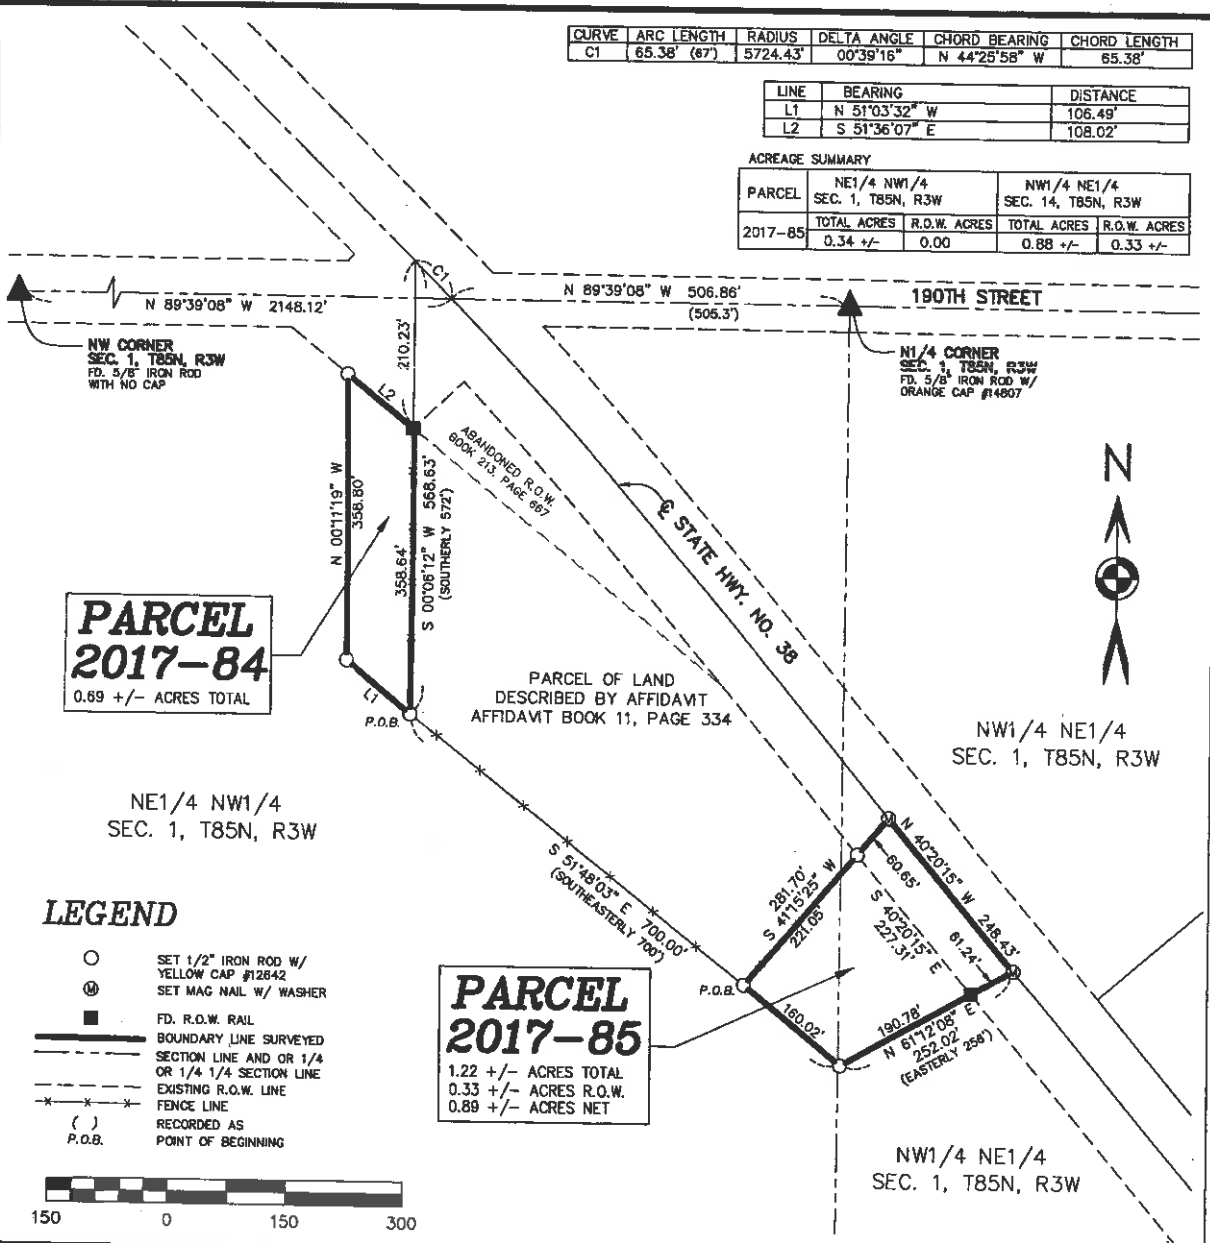 CURVE ARC LENGTH RADIUS DELTA ANGLE CHORD BEARING CHORD LENGTH
C1 65.38' (67') 5724.43' 00°39'16" N 44°25'58" W 65.38'
LINE BEARING DISTANCE
L1 N 51°03'32" W 106.49'
L2 S 51°36'07" E 108.02'
ACREAGE SUMMARY
PARCEL
NE1/4 NW1/4
SEC. 1, T85N, R3W
NW1/4 NE1/4
SEC. 14, T85N, R3W
TOTAL ACRES R.O.W. ACRES TOTAL ACRES R.O.W. ACRES
2017-85 0.34 +/- 0.00 0.88 +/- 0.33 +/-
C1
N 89°39'08" W 2148.12'
N 89°39'08" W 506.86'
(505.3')
190TH STREET
NW CORNER
SEC. 1, T85N, R3W
FD. 5/8" IRON ROD
WITH NO CAP
N1/4 CORNER
SEC. 1, T85N, R3W
FD. 5/8" IRON ROD W/
ORANGE CAP #14807
210.23'
L2
ABANDONED R.O.W.
BOOK 213, PAGE 667
N
N 00°11'19" W
358.80'
358.64'
S 00°06'12" W 568.63'
(SOUTHERLY 572')
℄ STATE HWY. NO. 38
PARCEL
2017-84
0.69 +/- ACRES TOTAL
L1
P.O.B.
PARCEL OF LAND
DESCRIBED BY AFFIDAVIT
AFFIDAVIT BOOK 11, PAGE 334
NW1/4 NE1/4
SEC. 1, T85N, R3W
NE1/4 NW1/4
SEC. 1, T85N, R3W
S 51°48'03" E 700.00'
(SOUTHEASTERLY 700')
281.70'
S 41°15'25" W
221.05'
60.65'
N 40°20'15" W 248.43'
S 40°20'15" E
227.31'
61.24'
P.O.B.
160.02'
190.78'
N 61°12'08" E
252.02'
(EASTERLY 256')
PARCEL
2017-85
1.22 +/- ACRES TOTAL
0.33 +/- ACRES R.O.W.
0.89 +/- ACRES NET
LEGEND
SET 1/2" IRON ROD W/
YELLOW CAP #12642
M SET MAG NAIL W/ WASHER
FD. R.O.W. RAIL
BOUNDARY LINE SURVEYED
SECTION LINE AND OR 1/4
OR 1/4 1/4 SECTION LINE
EXISTING R.O.W. LINE
FENCE LINE
( ) RECORDED AS
P.O.B. POINT OF BEGINNING
NW1/4 NE1/4
SEC. 1, T85N, R3W
150 0 150 300